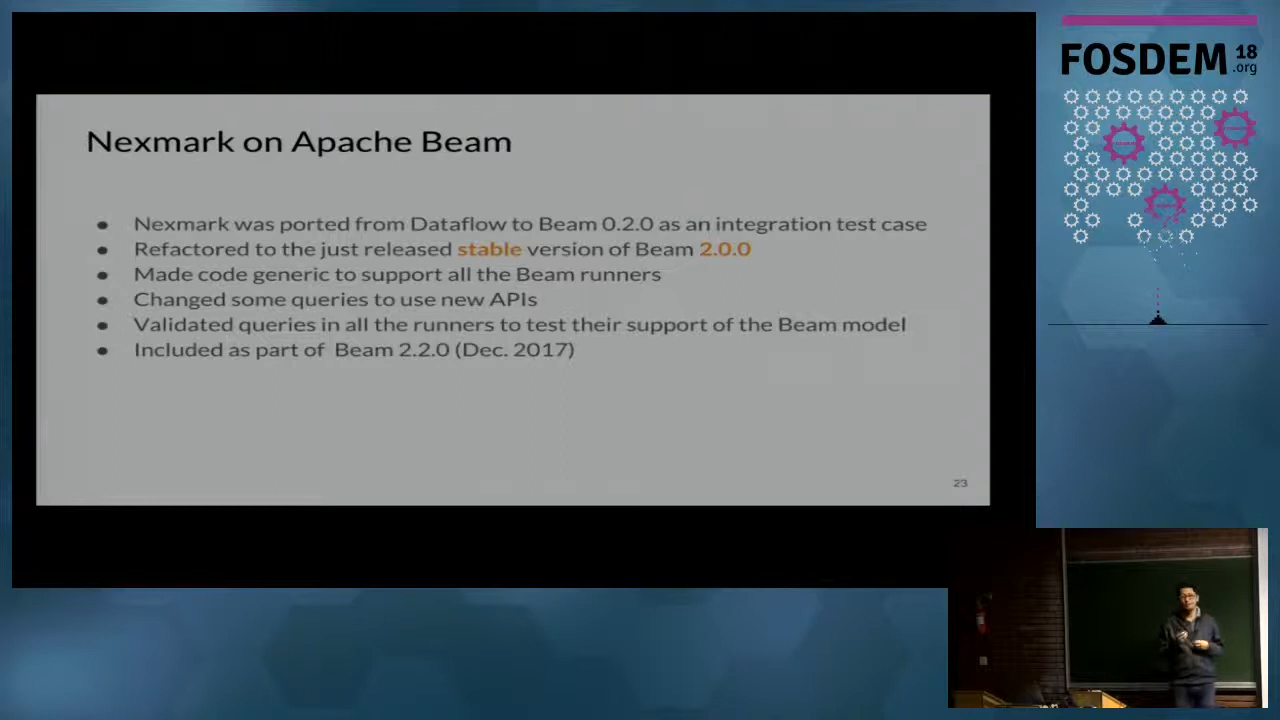 FOSDEM 18
.org
Nexmark on Apache Beam
● Nexmark was ported from Dataflow to Beam 0.2.0 as an integration test case
● Refactored to the just released stable version of Beam 2.0.0
● Made code generic to support all the Beam runners
● Changed some queries to use new APIs
● Validated queries in all the runners to test their support of the Beam model
● Included as part of Beam 2.2.0 (Dec. 2017)
23